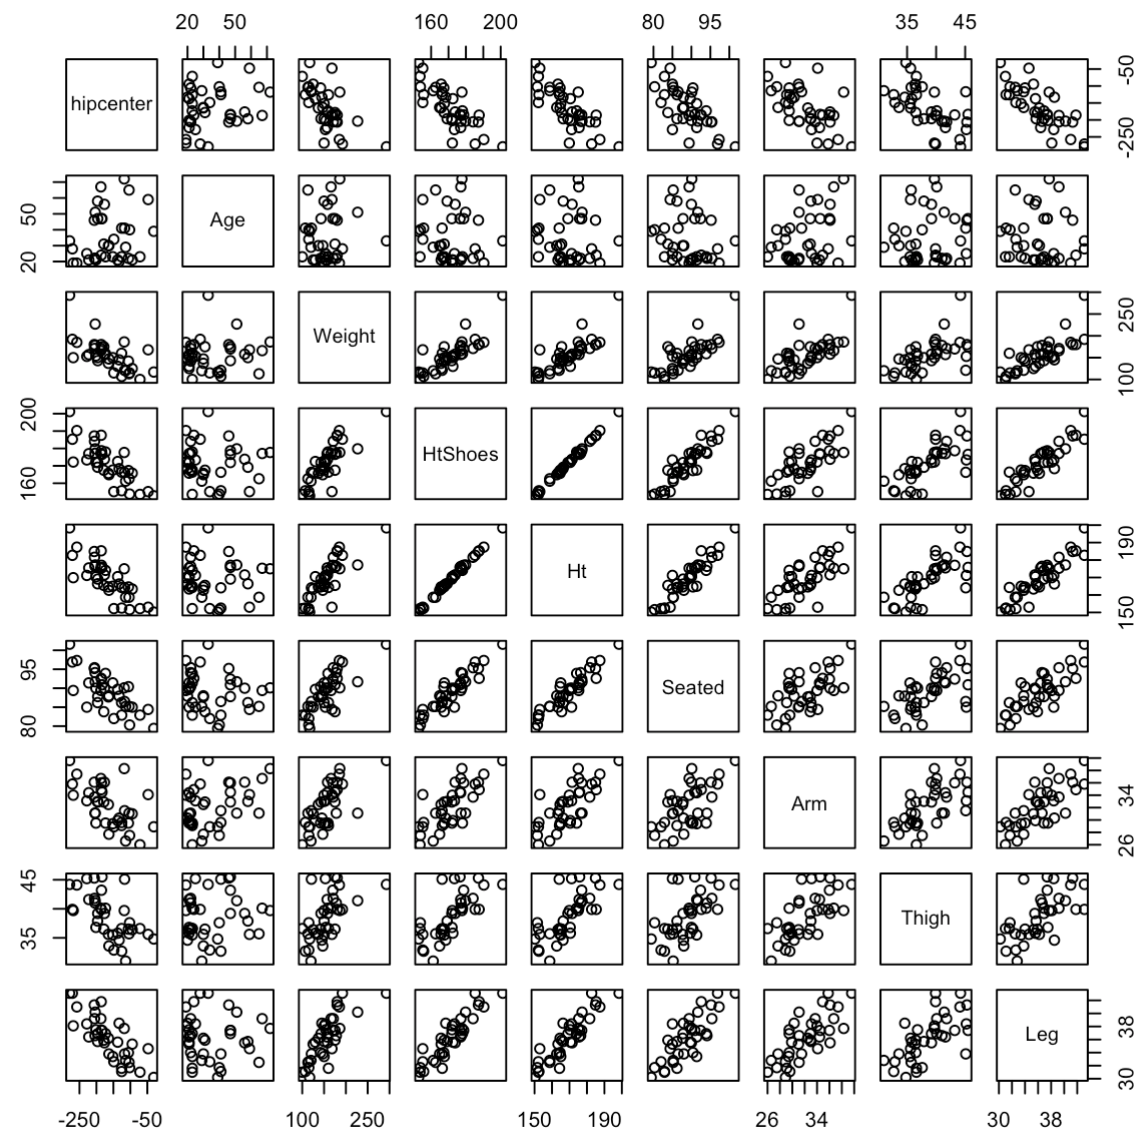 20 50 160 200 80 95 35 45
hipcenter -250 -50
20 50 Age
Weight 100 250
160 200 HtShoes
Ht 150 190
80 95 Seated
Arm 26 34
35 45 Thigh
Leg 30 38
-250 -50 100 250 150 190 26 34 30 38